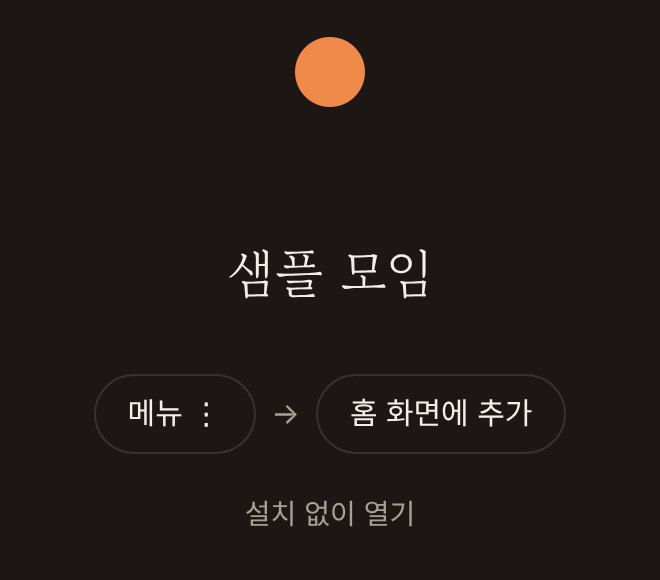 샘플 모임
메뉴 ⋮ → 홈 화면에 추가
설치 없이 열기